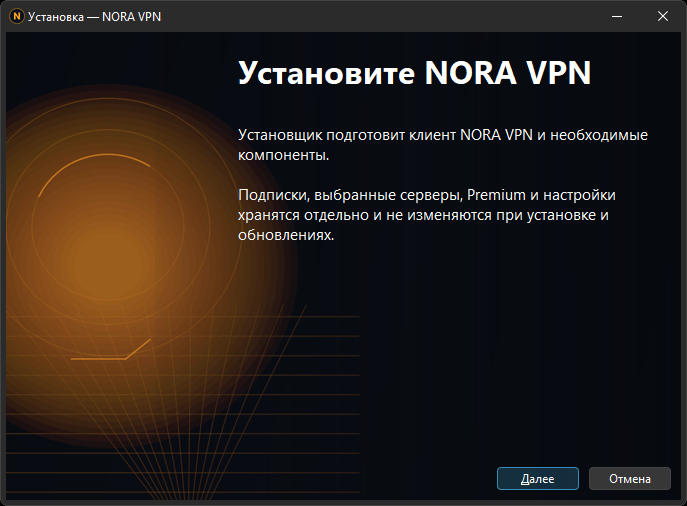 N Установка — NORA VPN
Установите NORA VPN
Установщик подготовит клиент NORA VPN и необходимые
компоненты.
Подписки, выбранные серверы, Premium и настройки
хранятся отдельно и не изменяются при установке и
обновлениях.
Далее
Отмена